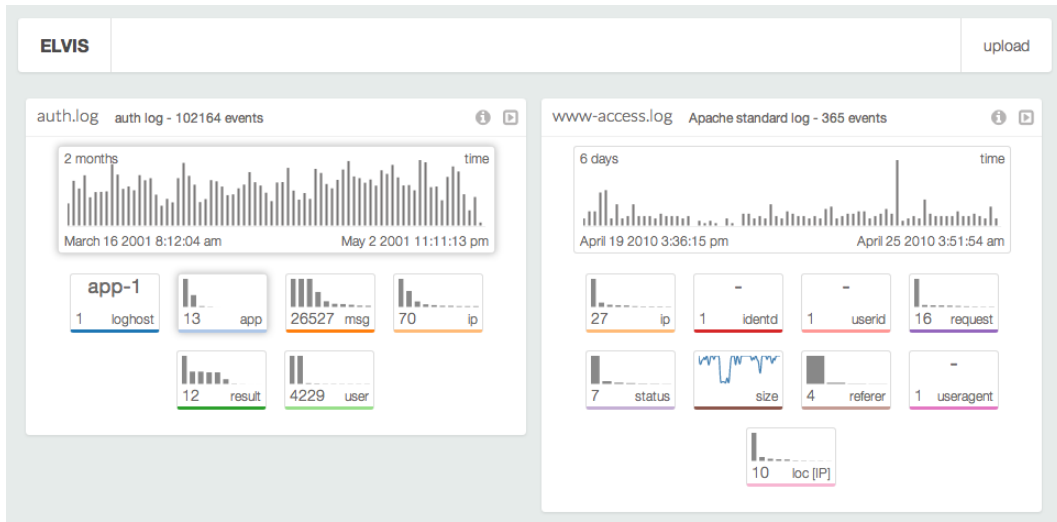 ELVIS
upload
auth.log auth log - 102164 events
2 months time
March 16 2001 8:12:04 am May 2 2001 11:11:13 pm
app-1
1 loghost
13 app
26527 msg
70 ip
12 result
4229 user
www-access.log Apache standard log - 365 events
6 days time
April 19 2010 3:36:15 pm April 25 2010 3:51:54 am
27 ip
-
1 identd
-
1 userid
16 request
7 status
size
4 referer
-
1 useragent
10 loc [IP]